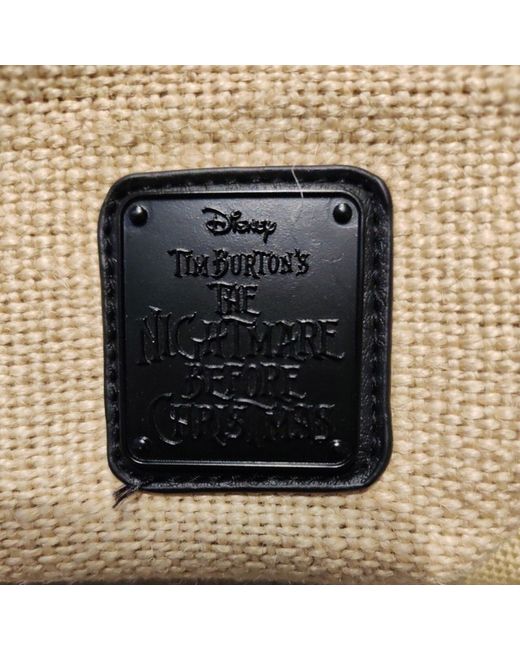 Disney
TIM BURTON'S
THE
NIGHTMARE
BEFORE
CHRISTMAS